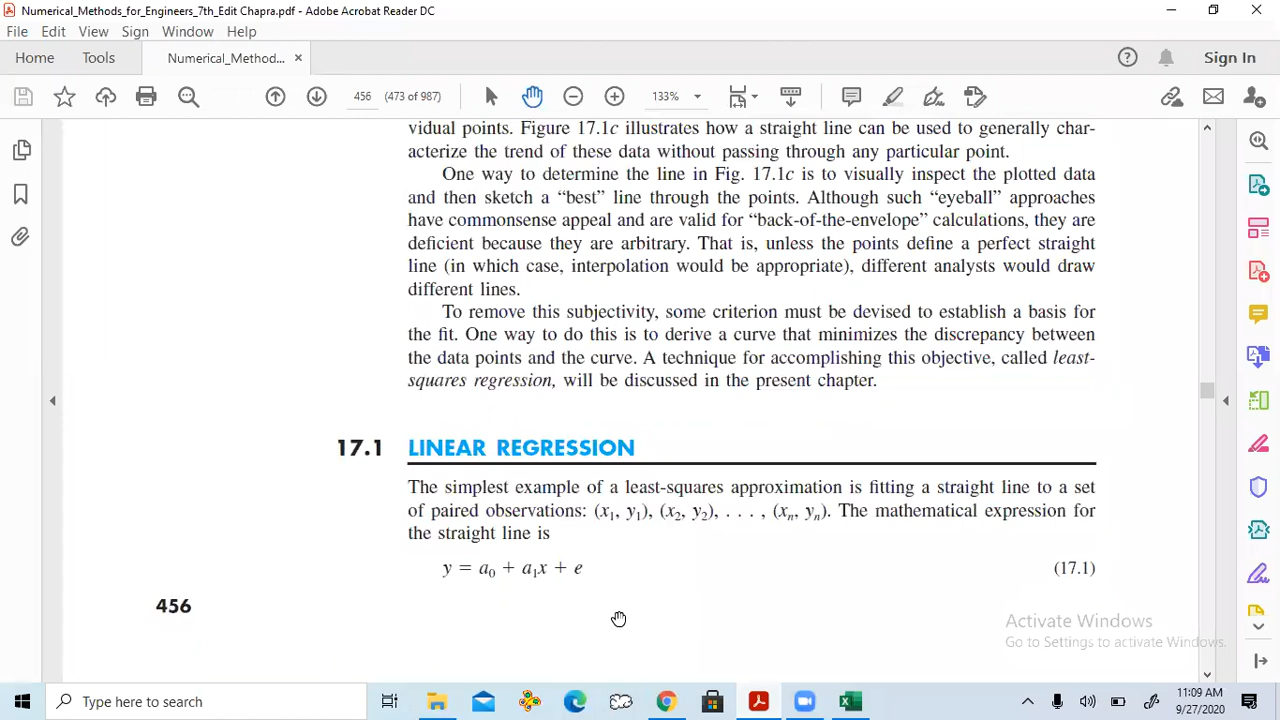 Numerical_Methods_for_Engineers_7th_Edit Chapra.pdf - Adobe Acrobat Reader DC
File Edit View Sign Window Help
Home Tools Numerical_Method... × Sign In
456 (473 of 987) 133%
vidual points. Figure 17.1c illustrates how a straight line can be used to generally char-
acterize the trend of these data without passing through any particular point.
One way to determine the line in Fig. 17.1c is to visually inspect the plotted data
and then sketch a “best” line through the points. Although such “eyeball” approaches
have commonsense appeal and are valid for “back-of-the-envelope” calculations, they are
deficient because they are arbitrary. That is, unless the points define a perfect straight
line (in which case, interpolation would be appropriate), different analysts would draw
different lines.
To remove this subjectivity, some criterion must be devised to establish a basis for
the fit. One way to do this is to derive a curve that minimizes the discrepancy between
the data points and the curve. A technique for accomplishing this objective, called least-
squares regression, will be discussed in the present chapter.
17.1 LINEAR REGRESSION
The simplest example of a least-squares approximation is fitting a straight line to a set
of paired observations: (x₁, y₁), (x₂, y₂), . . . , (xₙ, yₙ). The mathematical expression for
the straight line is
y = a₀ + a₁x + e (17.1)
456
Activate Windows
Go to Settings to activate Windows.
Type here to search
11:09 AM
9/27/2020